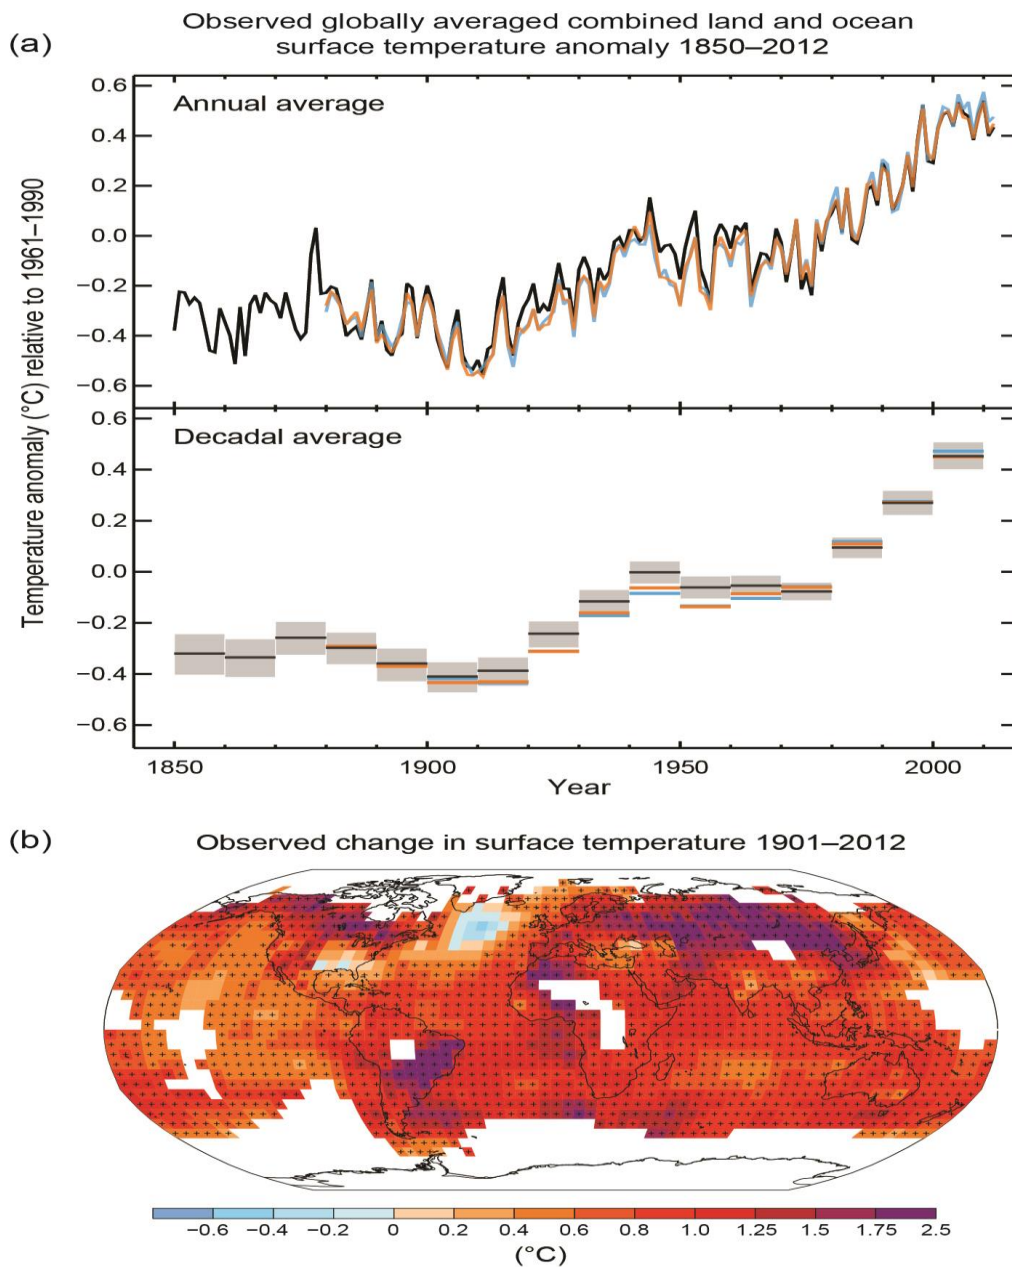 (a)
Observed globally averaged combined land and ocean
surface temperature anomaly 1850–2012
Temperature anomaly (°C) relative to 1961–1990
Annual average
0.6
0.4
0.2
0.0
−0.2
−0.4
−0.6
Decadal average
0.6
0.4
0.2
0.0
−0.2
−0.4
−0.6
1850 1900 1950 2000
Year
(b)
Observed change in surface temperature 1901–2012
−0.6 −0.4 −0.2 0 0.2 0.4 0.6 0.8 1.0 1.25 1.5 1.75 2.5
(°C)